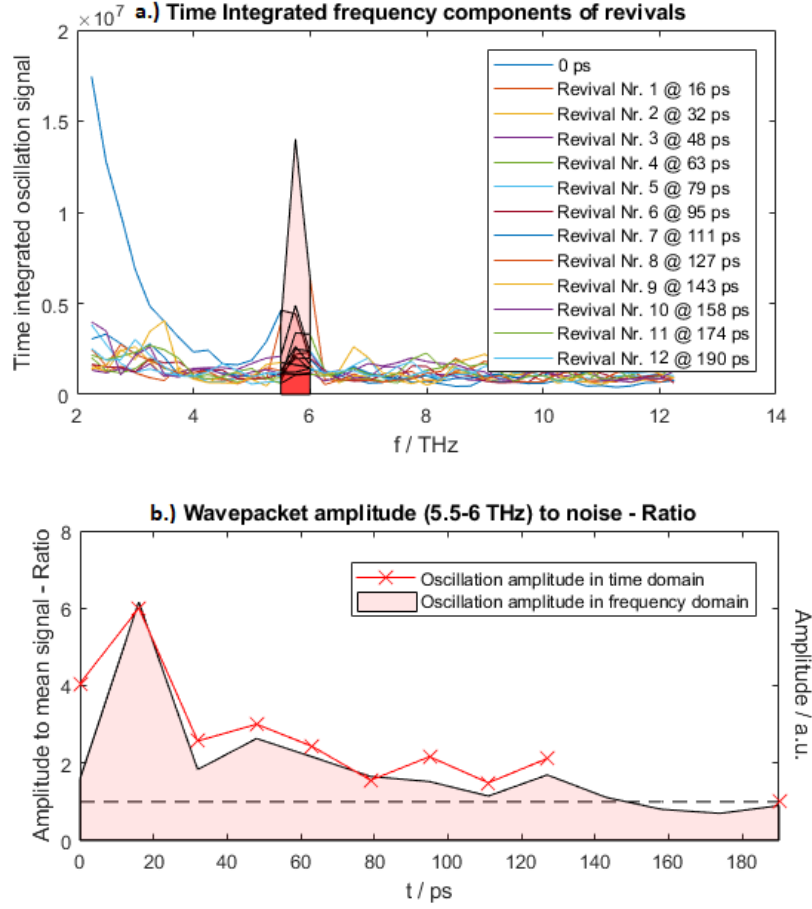 a.) Time Integrated frequency components of revivals
×10^7
2
1.5
1
0.5
0
Time integrated oscillation signal
0 ps
Revival Nr. 1 @ 16 ps
Revival Nr. 2 @ 32 ps
Revival Nr. 3 @ 48 ps
Revival Nr. 4 @ 63 ps
Revival Nr. 5 @ 79 ps
Revival Nr. 6 @ 95 ps
Revival Nr. 7 @ 111 ps
Revival Nr. 8 @ 127 ps
Revival Nr. 9 @ 143 ps
Revival Nr. 10 @ 158 ps
Revival Nr. 11 @ 174 ps
Revival Nr. 12 @ 190 ps
2 4 6 8 10 12 14
f / THz
b.) Wavepacket amplitude (5.5-6 THz) to noise - Ratio
8
6
4
2
0
Amplitude to mean signal - Ratio
Oscillation amplitude in time domain
Oscillation amplitude in frequency domain
Amplitude / a.u.
0 20 40 60 80 100 120 140 160 180
t / ps